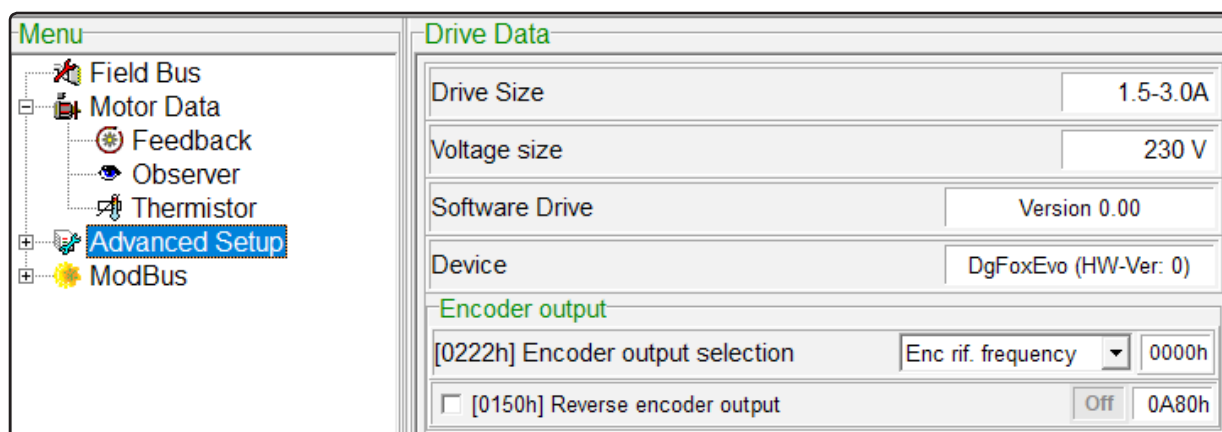 Menu
Field Bus
Motor Data
Feedback
Observer
Thermistor
Advanced Setup
ModBus
Drive Data
Drive Size 1.5-3.0A
Voltage size 230 V
Software Drive Version 0.00
Device DgFoxEvo (HW-Ver: 0)
Encoder output
[0222h] Encoder output selection Enc rif. frequency 0000h
[0150h] Reverse encoder output Off 0A80h